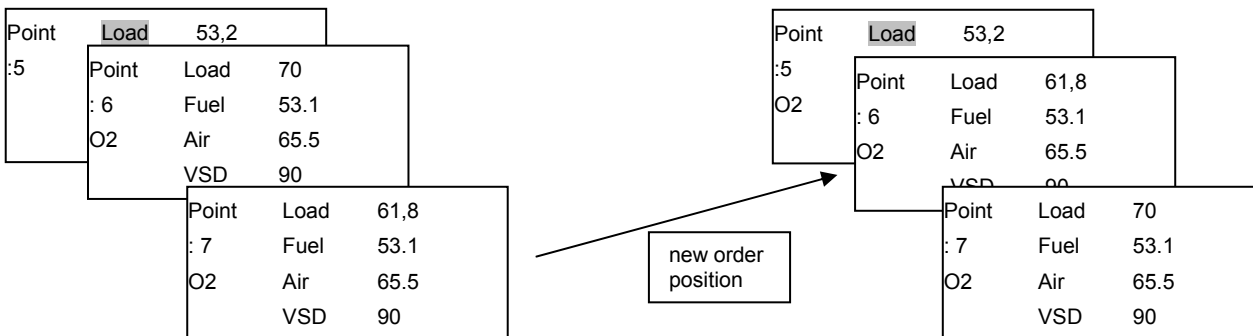 Point Load 53,2
:5
Point Load 70
: 6 Fuel 53.1
O2 Air 65.5
VSD 90
Point Load 61,8
: 7 Fuel 53.1
O2 Air 65.5
VSD 90
new order
position
Point Load 53,2
:5
O2
Point Load 61,8
: 6 Fuel 53.1
O2 Air 65.5
VSD 90
Point Load 70
: 7 Fuel 53.1
O2 Air 65.5
VSD 90